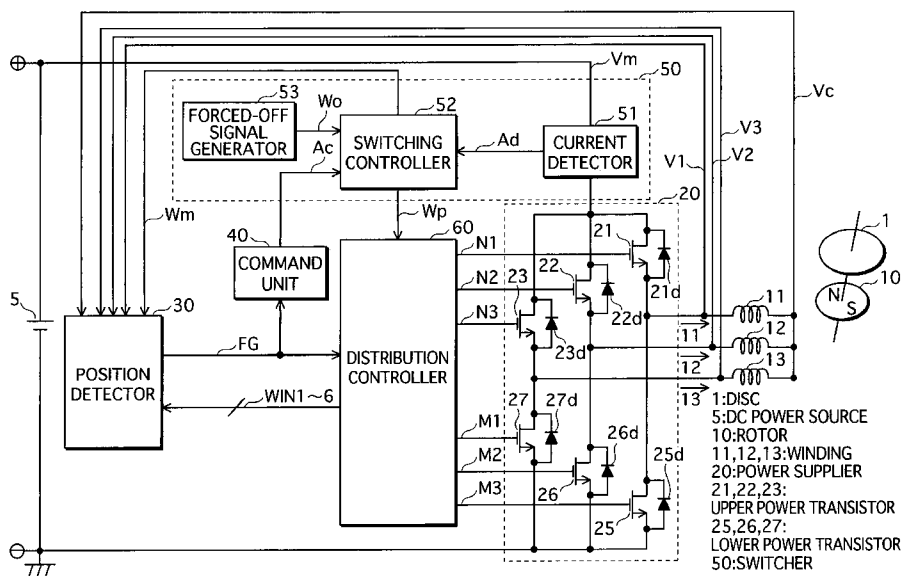 50
Vm
Vc
53
FORCED-OFF
SIGNAL
GENERATOR
Wo
Ac
52
SWITCHING
CONTROLLER
Ad
51
CURRENT
DETECTOR
V3
V1
V2
20
Wm
Wp
40
COMMAND
UNIT
60
DISTRIBUTION
CONTROLLER
N1
N2
N3
21
22
23
21d
22d
23d
1
10
N
S
5
30
POSITION
DETECTOR
FG
WIN1~6
11
12
13
11
12
13
M1
M2
M3
27
27d
26
26d
25
25d
1:DISC
5:DC POWER SOURCE
10:ROTOR
11,12,13:WINDING
20:POWER SUPPLIER
21,22,23:
UPPER POWER TRANSISTOR
25,26,27:
LOWER POWER TRANSISTOR
50:SWITCHER